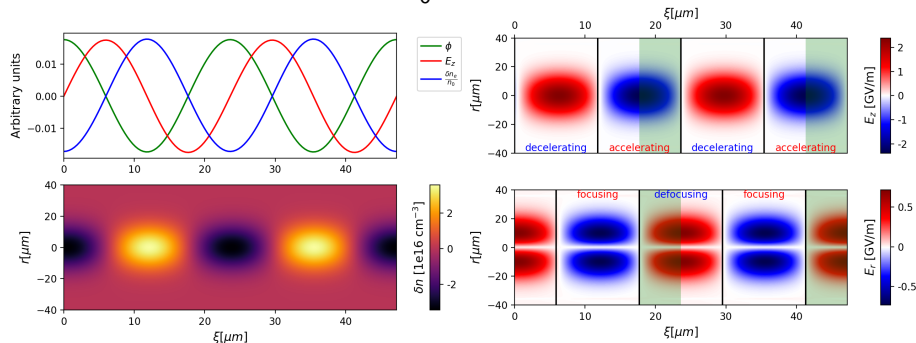 0.01
0.00
−0.01
Arbitrary units
0 10 20 30 40
ξ[μm]
ϕ
E_z
δn_e/n_0
40
20
0
−20
−40
r[μm]
0 10 20 30 40
ξ[μm]
2
0
−2
δn [1e16 cm⁻³]
ξ[μm]
0 10 20 30 40
40
20
0
−20
−40
r[μm]
decelerating accelerating decelerating accelerating
2
1
0
−1
−2
E_z [GV/m]
40
20
0
−20
−40
r[μm]
focusing defocusing focusing
0 10 20 30 40
ξ[μm]
0.5
0.0
−0.5
E_r [GV/m]